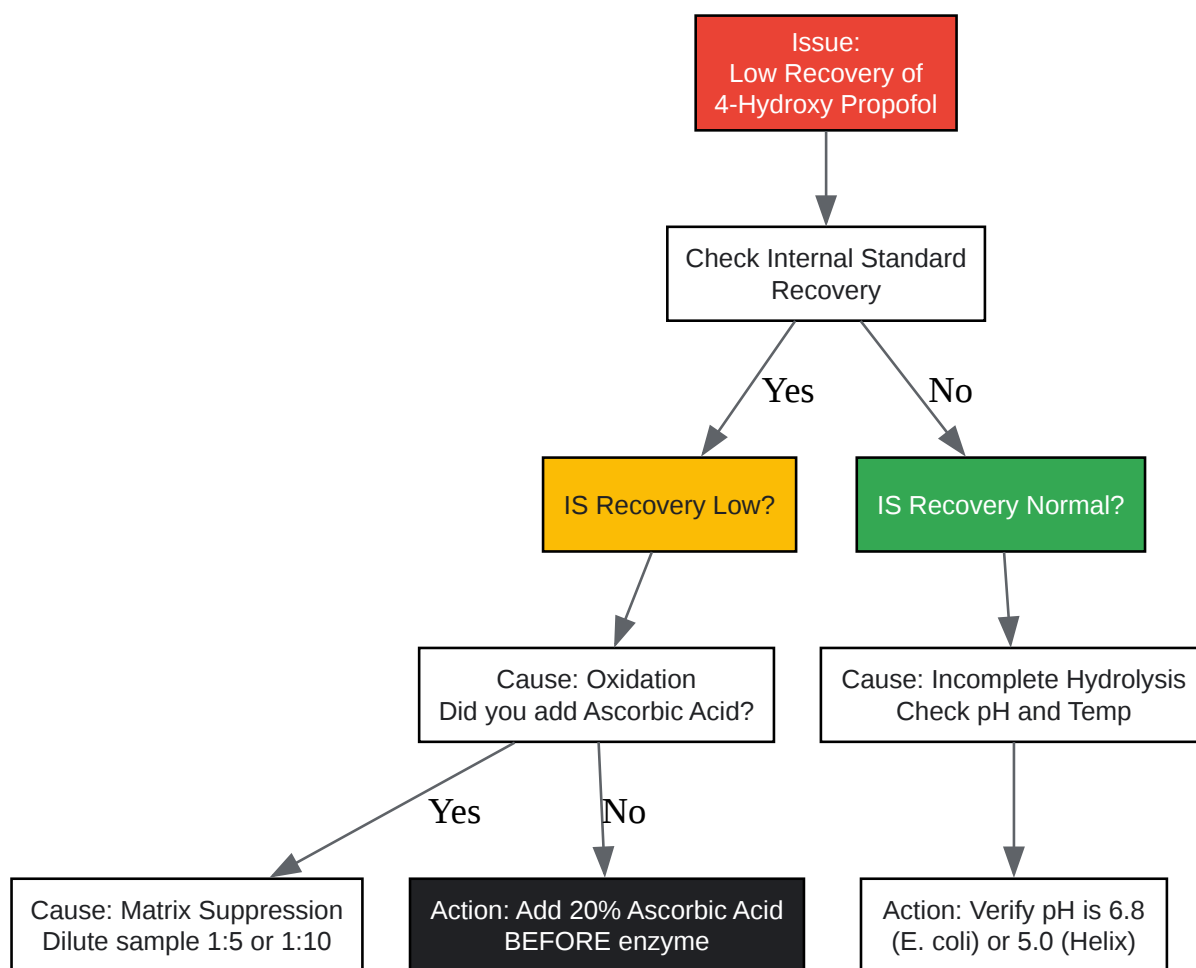 Issue:
Low Recovery of
4-Hydroxy Propofol
Check Internal Standard
Recovery
Yes
No
IS Recovery Low?
IS Recovery Normal?
Cause: Oxidation
Did you add Ascorbic Acid?
Cause: Incomplete Hydrolysis
Check pH and Temp
Yes
No
Cause: Matrix Suppression
Dilute sample 1:5 or 1:10
Action: Add 20% Ascorbic Acid
BEFORE enzyme
Action: Verify pH is 6.8
(E. coli) or 5.0 (Helix)